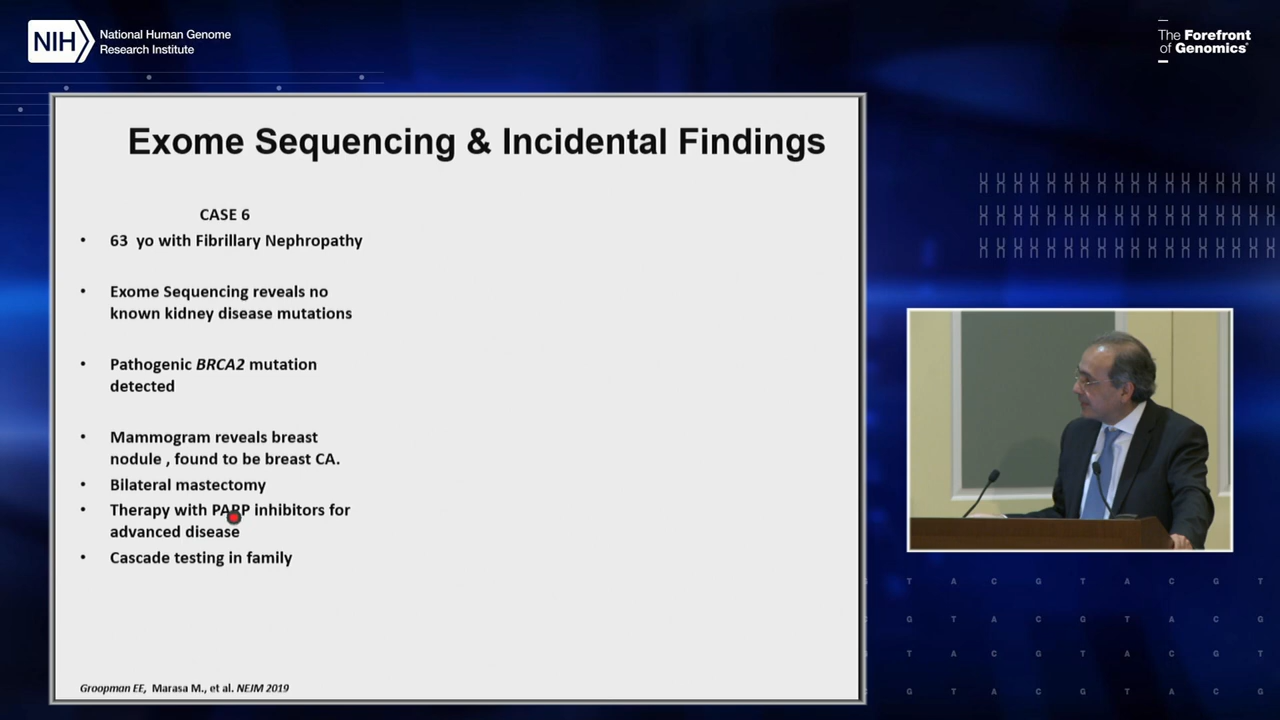 NIH
National Human Genome
Research Institute
The Forefront
of Genomics®
Exome Sequencing & Incidental Findings
CASE 6
• 63 yo with Fibrillary Nephropathy
• Exome Sequencing reveals no
known kidney disease mutations
• Pathogenic BRCA2 mutation
detected
• Mammogram reveals breast
nodule , found to be breast CA.
• Bilateral mastectomy
• Therapy with PARP inhibitors for
advanced disease
• Cascade testing in family
Groopman EE, Marasa M., et al. NEJM 2019
T A C G T A C G T
G T A C G T A C G
T A C G T A C G T
G T A C G T A C G